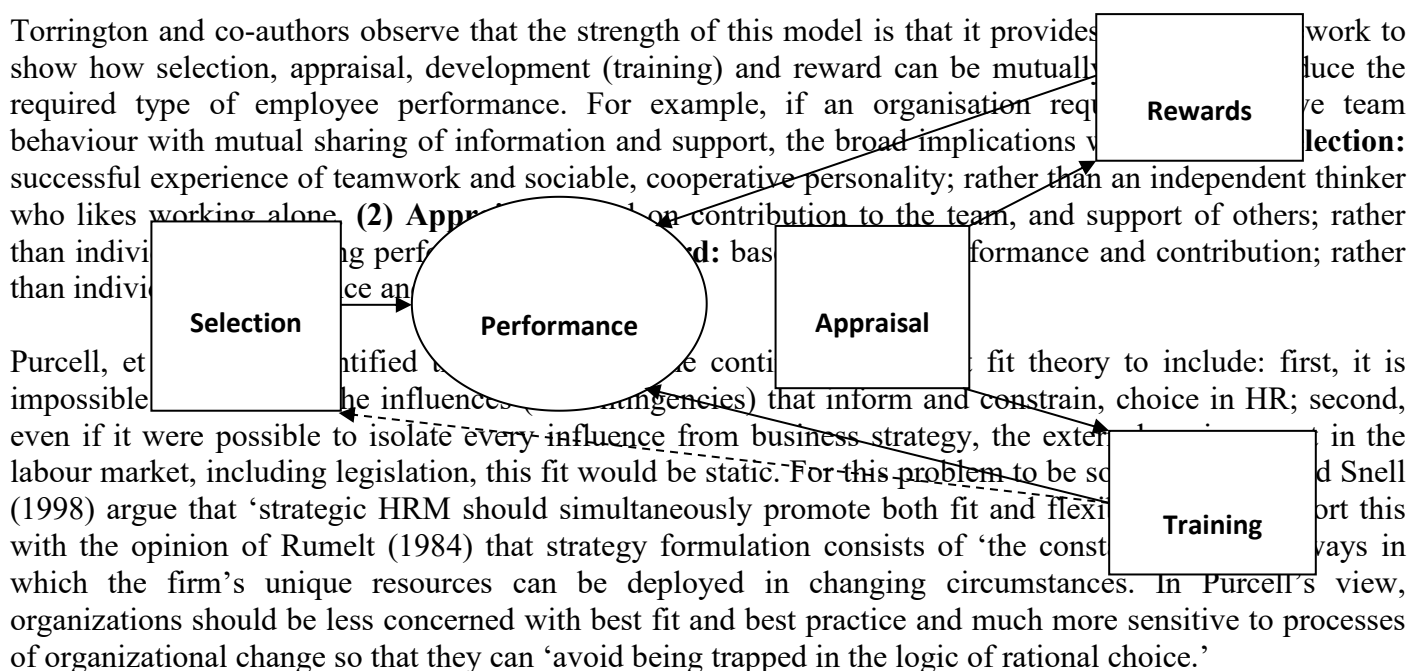 Torrington and co-authors observe that the strength of this model is that it provides work to
show how selection, appraisal, development (training) and reward can be mutually duce the
required type of employee performance. For example, if an organisation requ ve team
Rewards
behaviour with mutual sharing of information and support, the broad implications lection:
successful experience of teamwork and sociable, cooperative personality; rather than an independent thinker
who likes working alone. (2) Appr on contribution to the team, and support of others; rather
than indivi ng perf d: bas formance and contribution; rather
than indivi ce an
Selection
Performance
Appraisal
Purcell, et ntified e conti fit theory to include: first, it is
impossible he influences ntingencies) that inform and constrain, choice in HR; second,
even if it were possible to isolate every influence from business strategy, the exter in the
labour market, including legislation, this fit would be static. For this problem to be so d Snell
(1998) argue that ‘strategic HRM should simultaneously promote both fit and flexi ort this
Training
with the opinion of Rumelt (1984) that strategy formulation consists of ‘the consta ways in
which the firm’s unique resources can be deployed in changing circumstances. In Purcell’s view,
organizations should be less concerned with best fit and best practice and much more sensitive to processes
of organizational change so that they can ‘avoid being trapped in the logic of rational choice.’